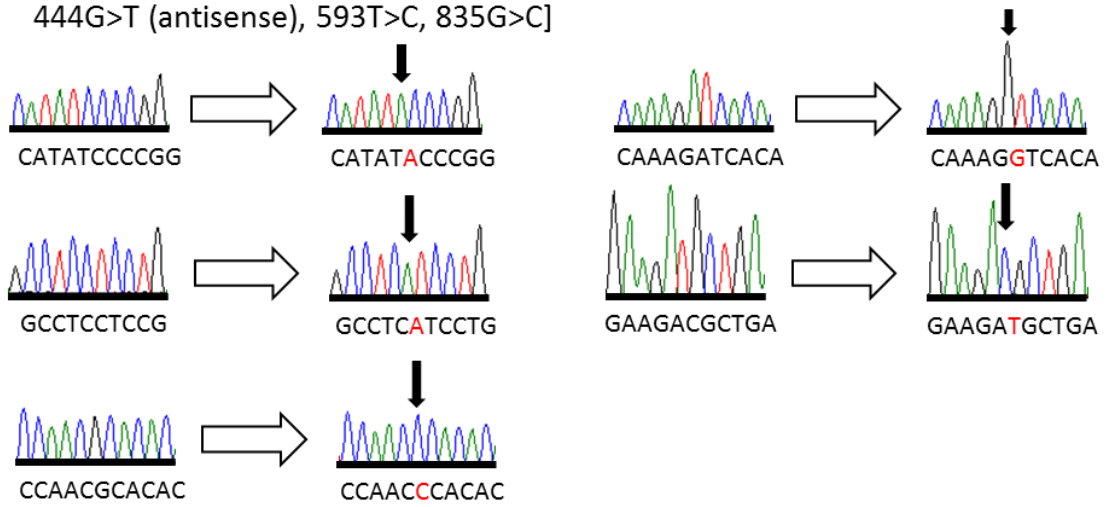 444G>T (antisense), 593T>C, 835G>C]
CATATCCCCGG
CATATACCCGG
CAAAGATCACA
CAAAGGTCACA
GCCTCCTCCG
GCCTCATCCTG
GAAGACGCTGA
GAAGATGCTGA
CCAACGCACAC
CCAACCCACAC